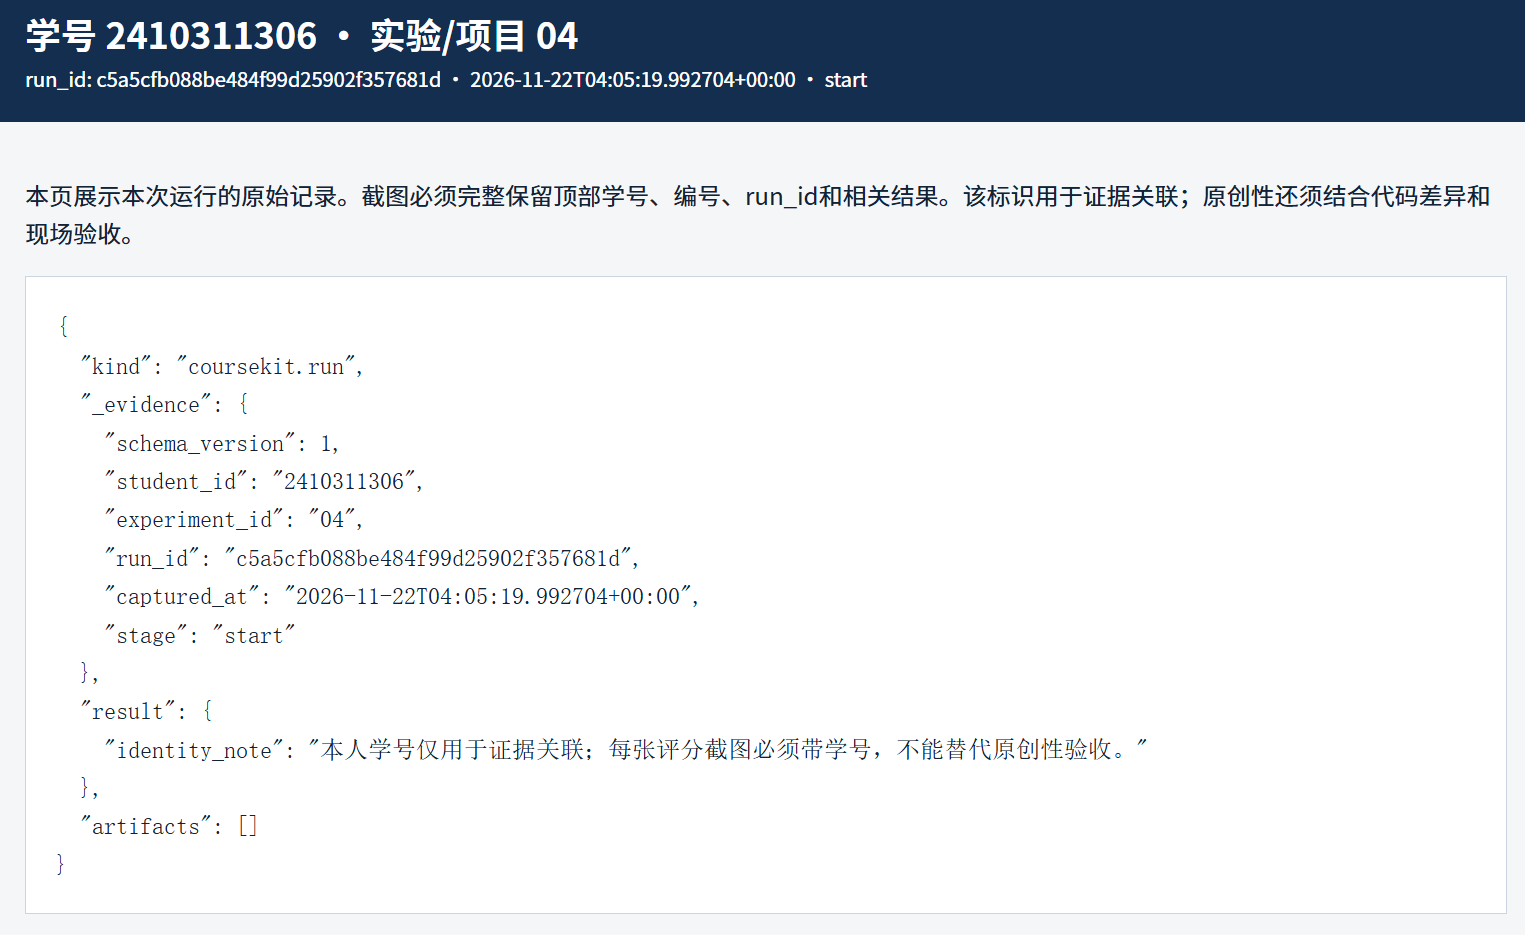 学号 2410311306 · 实验/项目 04
run_id: c5a5cfb088be484f99d25902f357681d · 2026-11-22T04:05:19.992704+00:00 · start
本页展示本次运行的原始记录。截图必须完整保留顶部学号、编号、run_id和相关结果。该标识用于证据关联；原创性还须结合代码差异和
现场验收。
{
  "kind": "coursekit.run",
  "_evidence": {
    "schema_version": 1,
    "student_id": "2410311306",
    "experiment_id": "04",
    "run_id": "c5a5cfb088be484f99d25902f357681d",
    "captured_at": "2026-11-22T04:05:19.992704+00:00",
    "stage": "start"
  },
  "result": {
    "identity_note": "本人学号仅用于证据关联；每张评分截图必须带学号，不能替代原创性验收。"
  },
  "artifacts": []
}